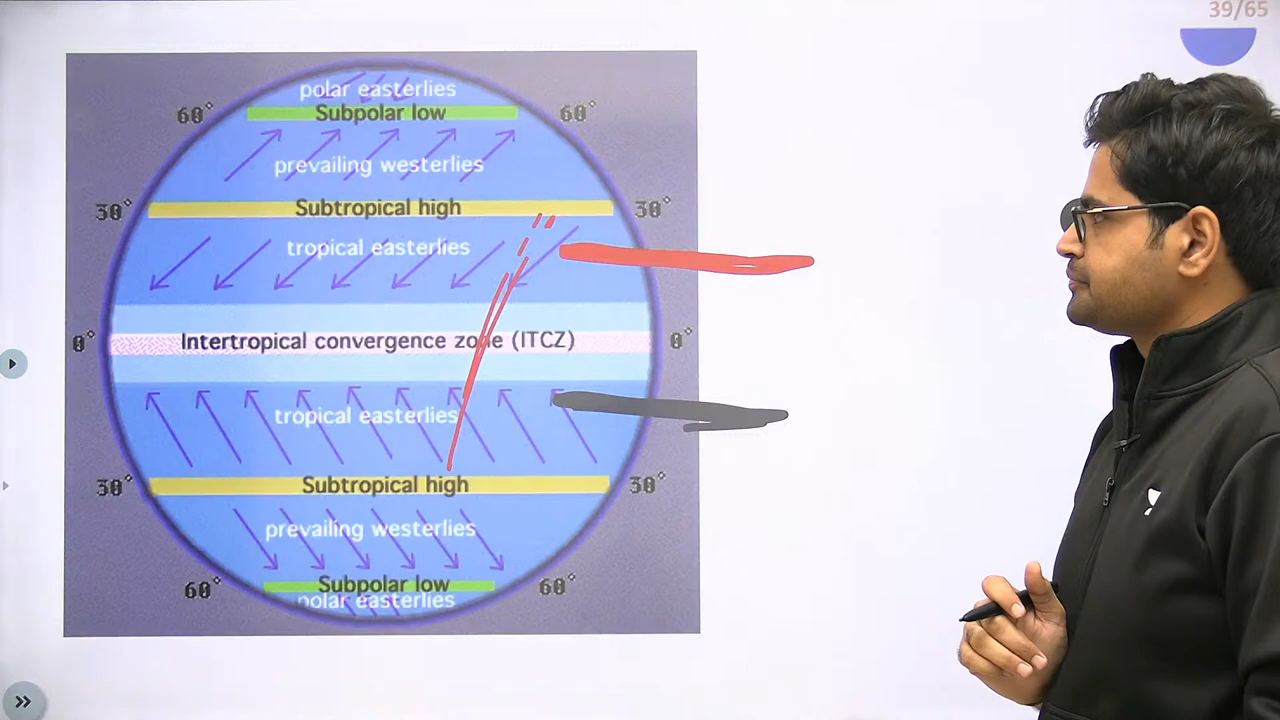 39/65
polar easterlies
60° Subpolar low 60°
prevailing westerlies
30° Subtropical high 30°
tropical easterlies
0° Intertropical convergence zone (ITCZ) 0°
tropical easterlies
30° Subtropical high 30°
prevailing westerlies
60° Subpolar low 60°
polar easterlies